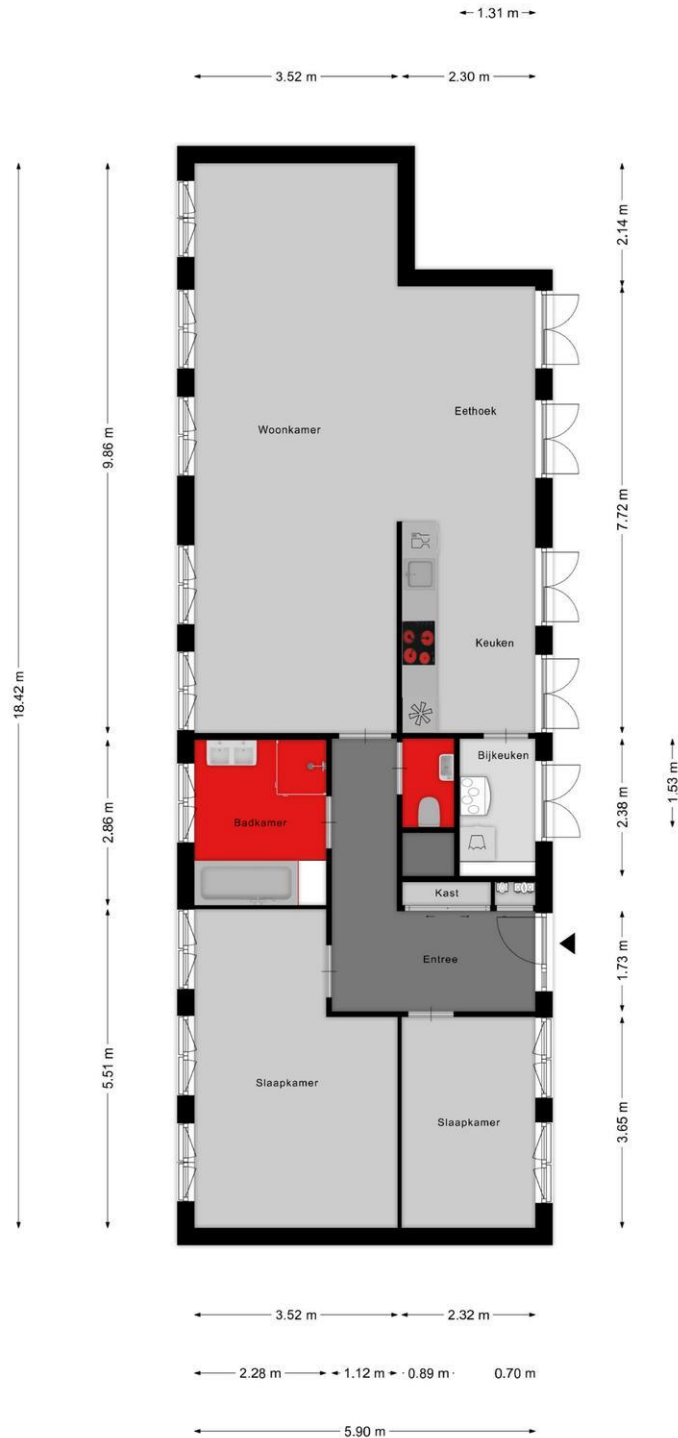 1.31 m
3.52 m
2.30 m
2.14 m
Eethoek
Woonkamer
9.86 m
7.72 m
Keuken
18.42 m
Bijkeuken
1.53 m
2.38 m
Badkamer
2.86 m
Kast
Entree
1.73 m
5.51 m
Slaapkamer
Slaapkamer
3.65 m
3.52 m
2.32 m
2.28 m
1.12 m
0.89
0.70 m
5.90 m